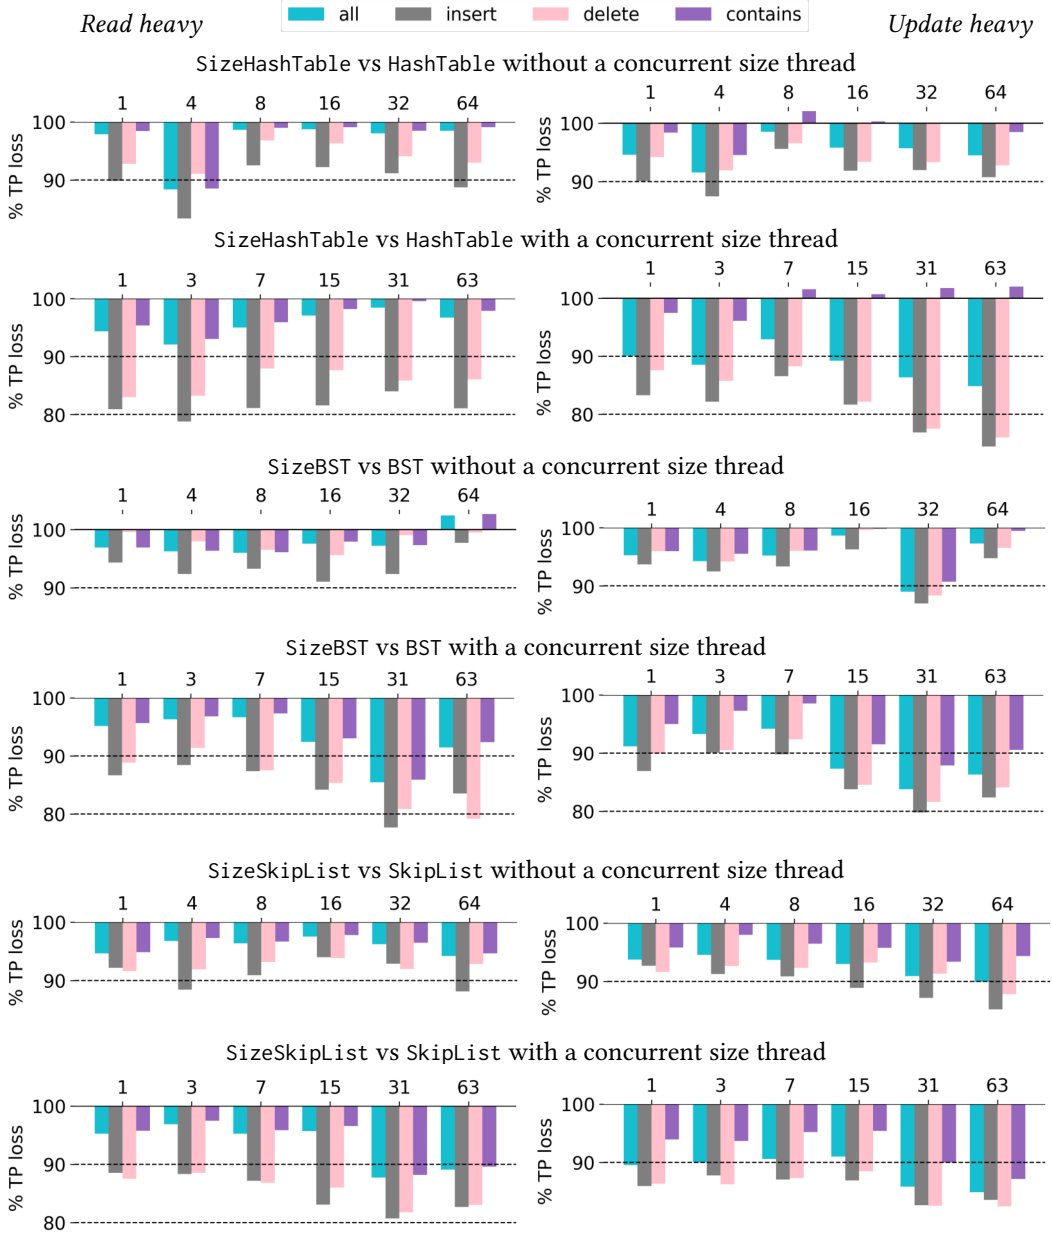 Read heavy
all insert delete contains
Update heavy
SizeHashTable vs HashTable without a concurrent size thread
1 4 8 16 32 64
100
90
% TP loss
1 4 8 16 32 64
100
90
% TP loss
SizeHashTable vs HashTable with a concurrent size thread
1 3 7 15 31 63
100
90
80
% TP loss
1 3 7 15 31 63
100
90
80
% TP loss
SizeBST vs BST without a concurrent size thread
1 4 8 16 32 64
100
90
% TP loss
1 4 8 16 32 64
100
90
% TP loss
SizeBST vs BST with a concurrent size thread
1 3 7 15 31 63
100
90
80
% TP loss
1 3 7 15 31 63
100
90
80
% TP loss
SizeSkipList vs SkipList without a concurrent size thread
1 4 8 16 32 64
100
90
% TP loss
1 4 8 16 32 64
100
90
% TP loss
SizeSkipList vs SkipList with a concurrent size thread
1 3 7 15 31 63
100
90
80
% TP loss
1 3 7 15 31 63
100
90
% TP loss